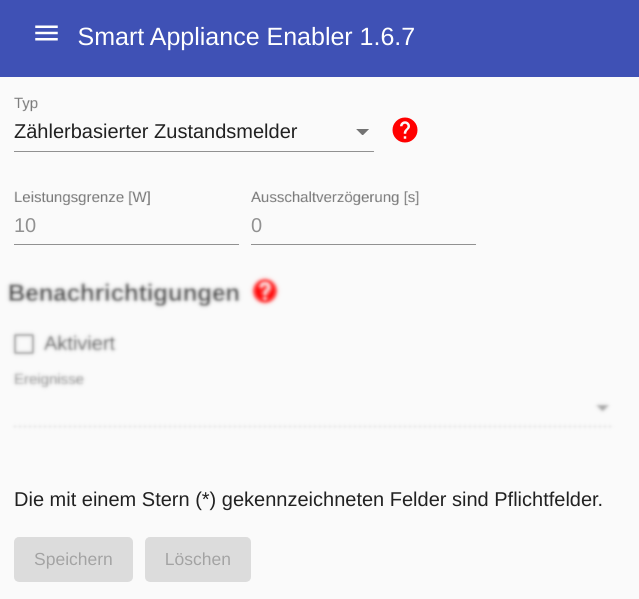 Smart Appliance Enabler 1.6.7
Typ
Zählerbasierter Zustandsmelder
Leistungsgrenze [W] Ausschaltverzögerung [s]
10 0
Benachrichtigungen
Aktiviert
Ereignisse
Die mit einem Stern (*) gekennzeichneten Felder sind Pflichtfelder.
Speichern Löschen